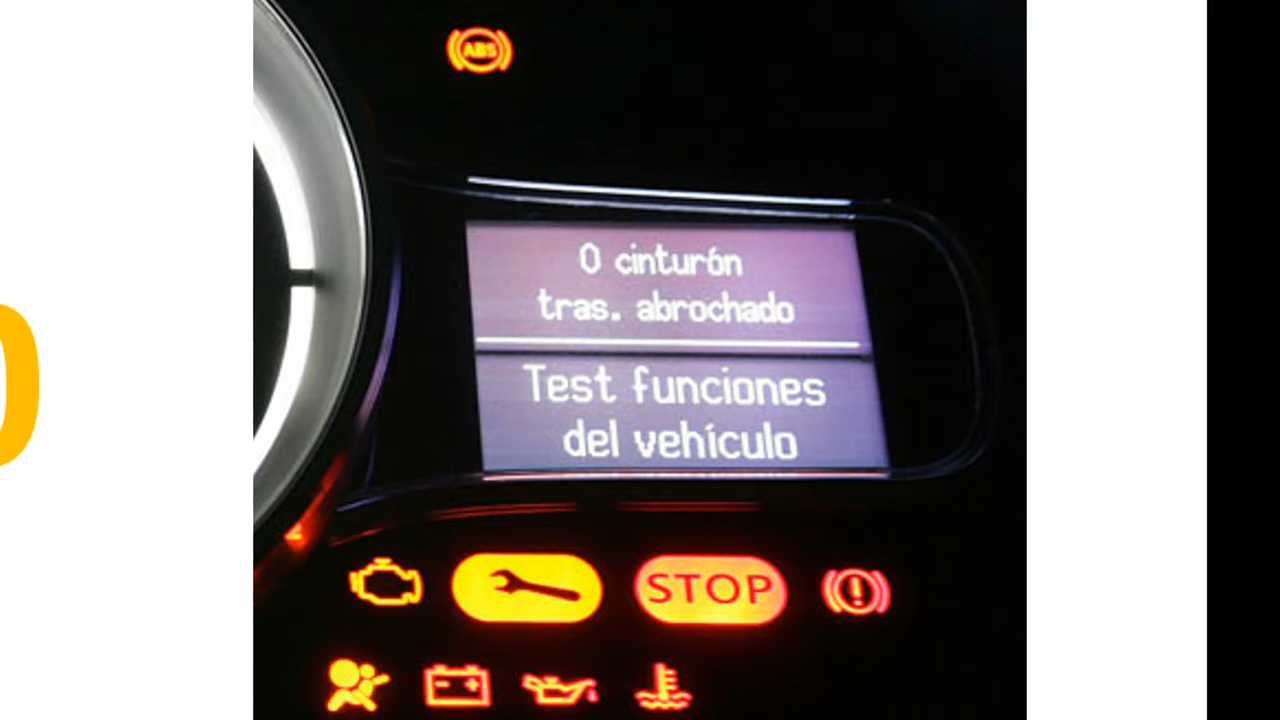 ABS
0 cinturón
tras. abrochado
Test funciones
del vehículo
STOP